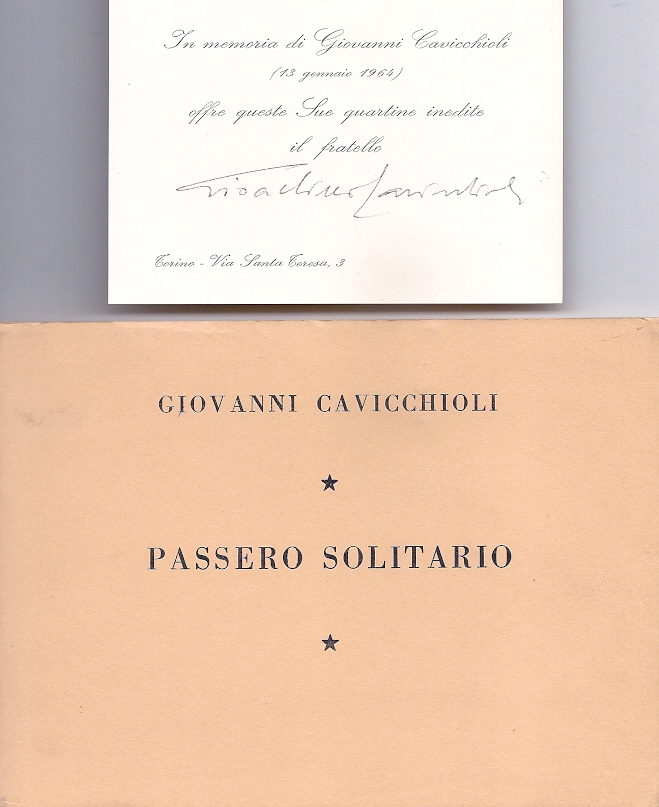 In memoria di Giovanni Cavicchioli
(13 gennaio 1964)
offre queste Sue quartine inedite
il fratello
Torino - Via Santa Teresa, 3
GIOVANNI CAVICCHIOLI
PASSERO SOLITARIO